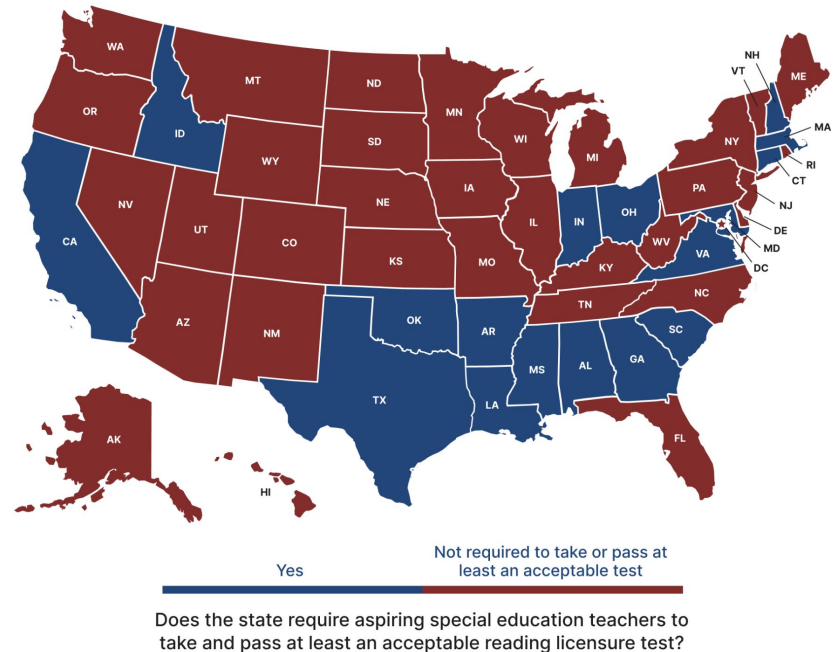 WA
MT
ND
MN
OR
ID
SD
WI
WY
MI
NY
NH
VT
ME
MA
RI
CT
NJ
DE
MD
DC
PA
NE
IA
NV
UT
CO
IL
IN
OH
CA
KS
MO
WV
VA
KY
AZ
NM
OK
AR
TN
NC
SC
TX
LA
MS
AL
GA
FL
AK
HI
Yes
Not required to take or pass at
least an acceptable test
Does the state require aspiring special education teachers to
take and pass at least an acceptable reading licensure test?